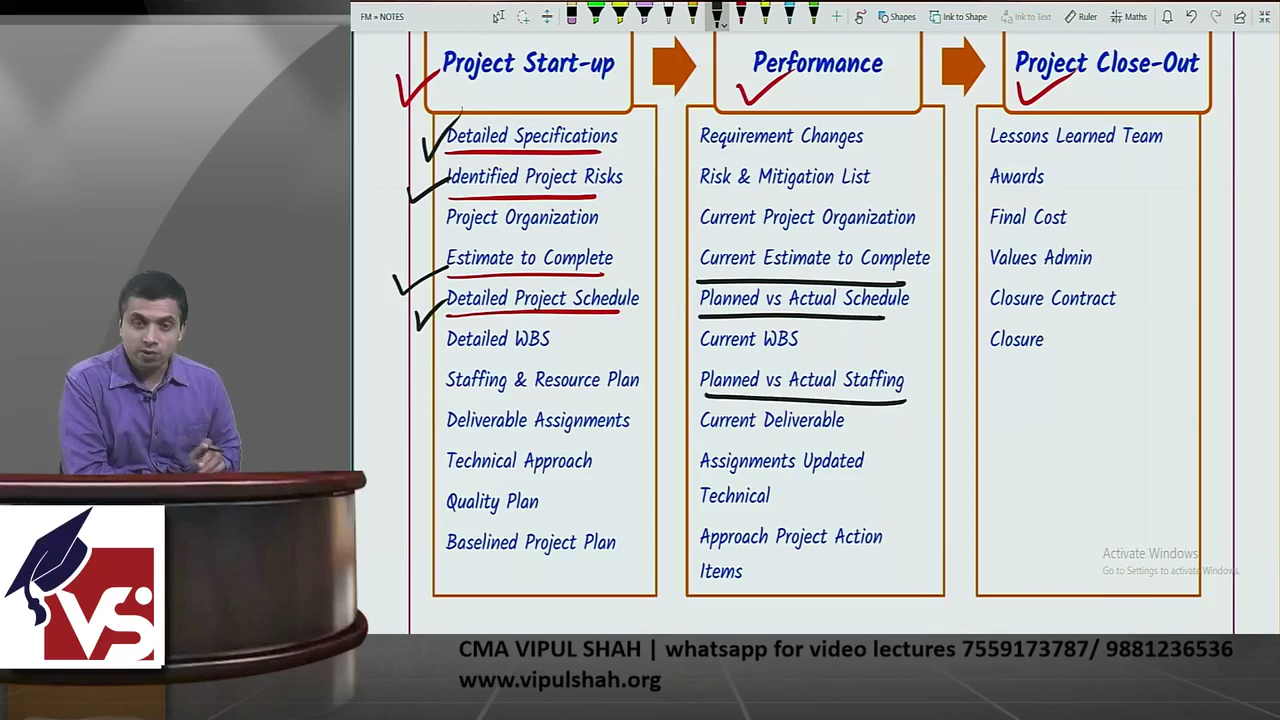 FM » NOTES
Shapes
Ink to Shape
Ink to Text
Ruler
Maths
Project Start-up
Performance
Project Close-Out
Detailed Specifications
Identified Project Risks
Project Organization
Estimate to Complete
Detailed Project Schedule
Detailed WBS
Staffing & Resource Plan
Deliverable Assignments
Technical Approach
Quality Plan
Baselined Project Plan
Requirement Changes
Risk & Mitigation List
Current Project Organization
Current Estimate to Complete
Planned vs Actual Schedule
Current WBS
Planned vs Actual Staffing
Current Deliverable
Assignments Updated
Technical
Approach Project Action
Items
Lessons Learned Team
Awards
Final Cost
Values Admin
Closure Contract
Closure
Activate Windows
Go to Settings to activate Windows.
VS
CMA VIPUL SHAH | whatsapp for video lectures 7559173787/ 9881236536
www.vipulshah.org